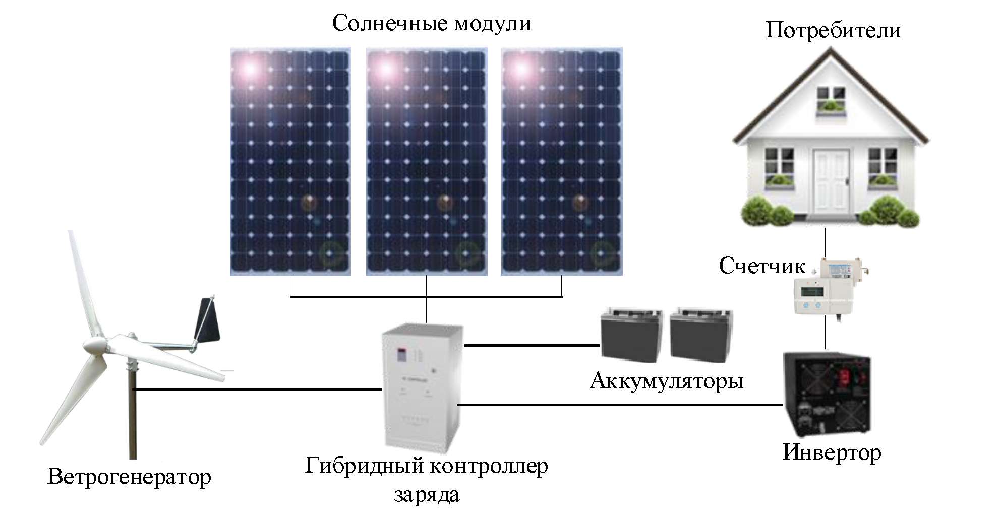 Солнечные модули
Потребители
Счетчик
Аккумуляторы
Инвертор
Гибридный контроллер
заряда
Ветрогенератор